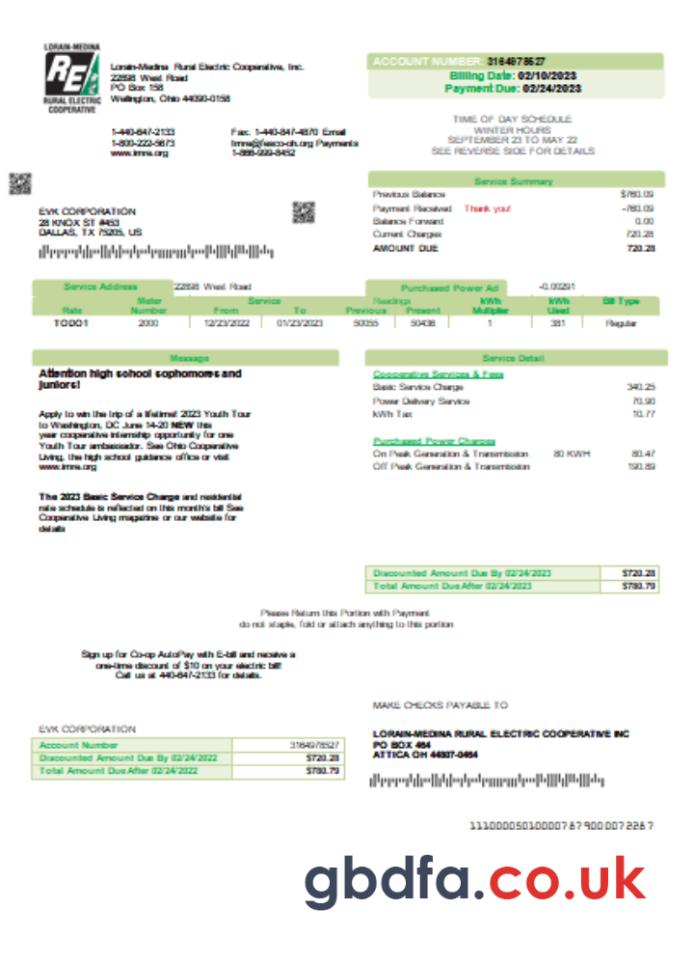 LORAIN-MEDINA
RE
RURAL ELECTRIC
COOPERATIVE
Lorain-Medina Rural Electric Cooperative, Inc.
22898 West Road
PO Box 158
Wellington, Ohio 44090-0158
1-440-647-2133 Fax. 1-440-647-4870 Email
1-800-222-5673 Payments
1-866-999-8452
ACCOUNT NUMBER: 3164978527
Billing Date: 02/10/2023
Payment Due: 02/24/2023
TIME OF DAY SCHEDULE
WINTER HOURS
SEPTEMBER 23 TO MAY 22
SEE REVERSE SIDE FOR DETAILS
Service Summary
Previous Balance $760.09
Payment Received Thank you! -760.09
Balance Forward 0.00
Current Charges 720.28
AMOUNT DUE 720.28
EVK CORPORATION
28 KNOX ST #453
DALLAS, TX 75205, US
Service Address 22898 West Road Purchased Power Ad -0.00291
Rate Meter Number Service From To Readings Previous Present kWh Multiplier kWh Used Bill Type
TODO1 2000 12/23/2022 01/23/2023 50055 50436 1 381 Regular
Message
Attention high school sophomores and
juniors!
Apply to win the trip of a lifetime! 2023 Youth Tour
to Washington, DC June 14-20 NEW this
year cooperative internship opportunity for one
Youth Tour ambassador. See Ohio Cooperative
Living, the high school guidance office or visit
The 2023 Basic Service Charge and residential
rate schedule is reflected on this month's bill See
Cooperative Living magazine or our website for
details
Service Detail
Cooperative Services & Fees
Basic Service Charge 340.25
Power Delivery Service 70.90
kWh Tax 10.77
Purchased Power Charges
On Peak Generation & Transmission 80 KWH 80.47
Off Peak Generation & Transmission 190.89
Discounted Amount Due By 02/24/2023 $720.28
Total Amount Due After 02/24/2023 $780.79
Please Return this Portion with Payment
do not staple, fold or attach anything to this portion
Sign up for Co-op AutoPay with E-bill and receive a
one-time discount of $10 on your electric bill!
Call us at 440-647-2133 for details.
MAKE CHECKS PAYABLE TO
EVK CORPORATION
Account Number 3164978527
Discounted Amount Due By 02/24/2022 $720.28
Total Amount Due After 02/24/2022 $780.79
LORAIN-MEDINA RURAL ELECTRIC COOPERATIVE INC
PO BOX 464
ATTICA OH 44807-0464
gbdfa.co.uk